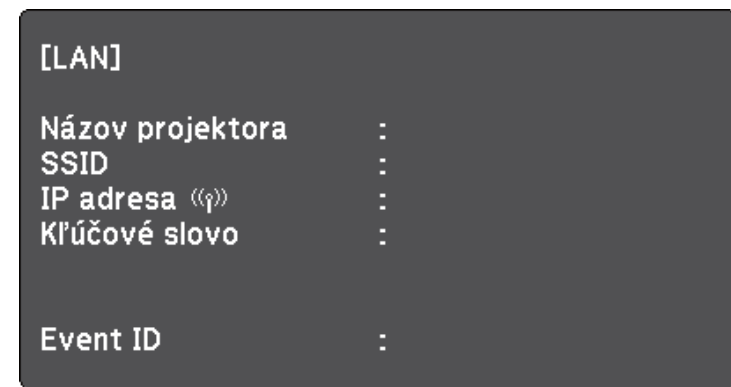 [LAN]
Názov projektora :
SSID :
IP adresa :
Kľúčové slovo :
Event ID :